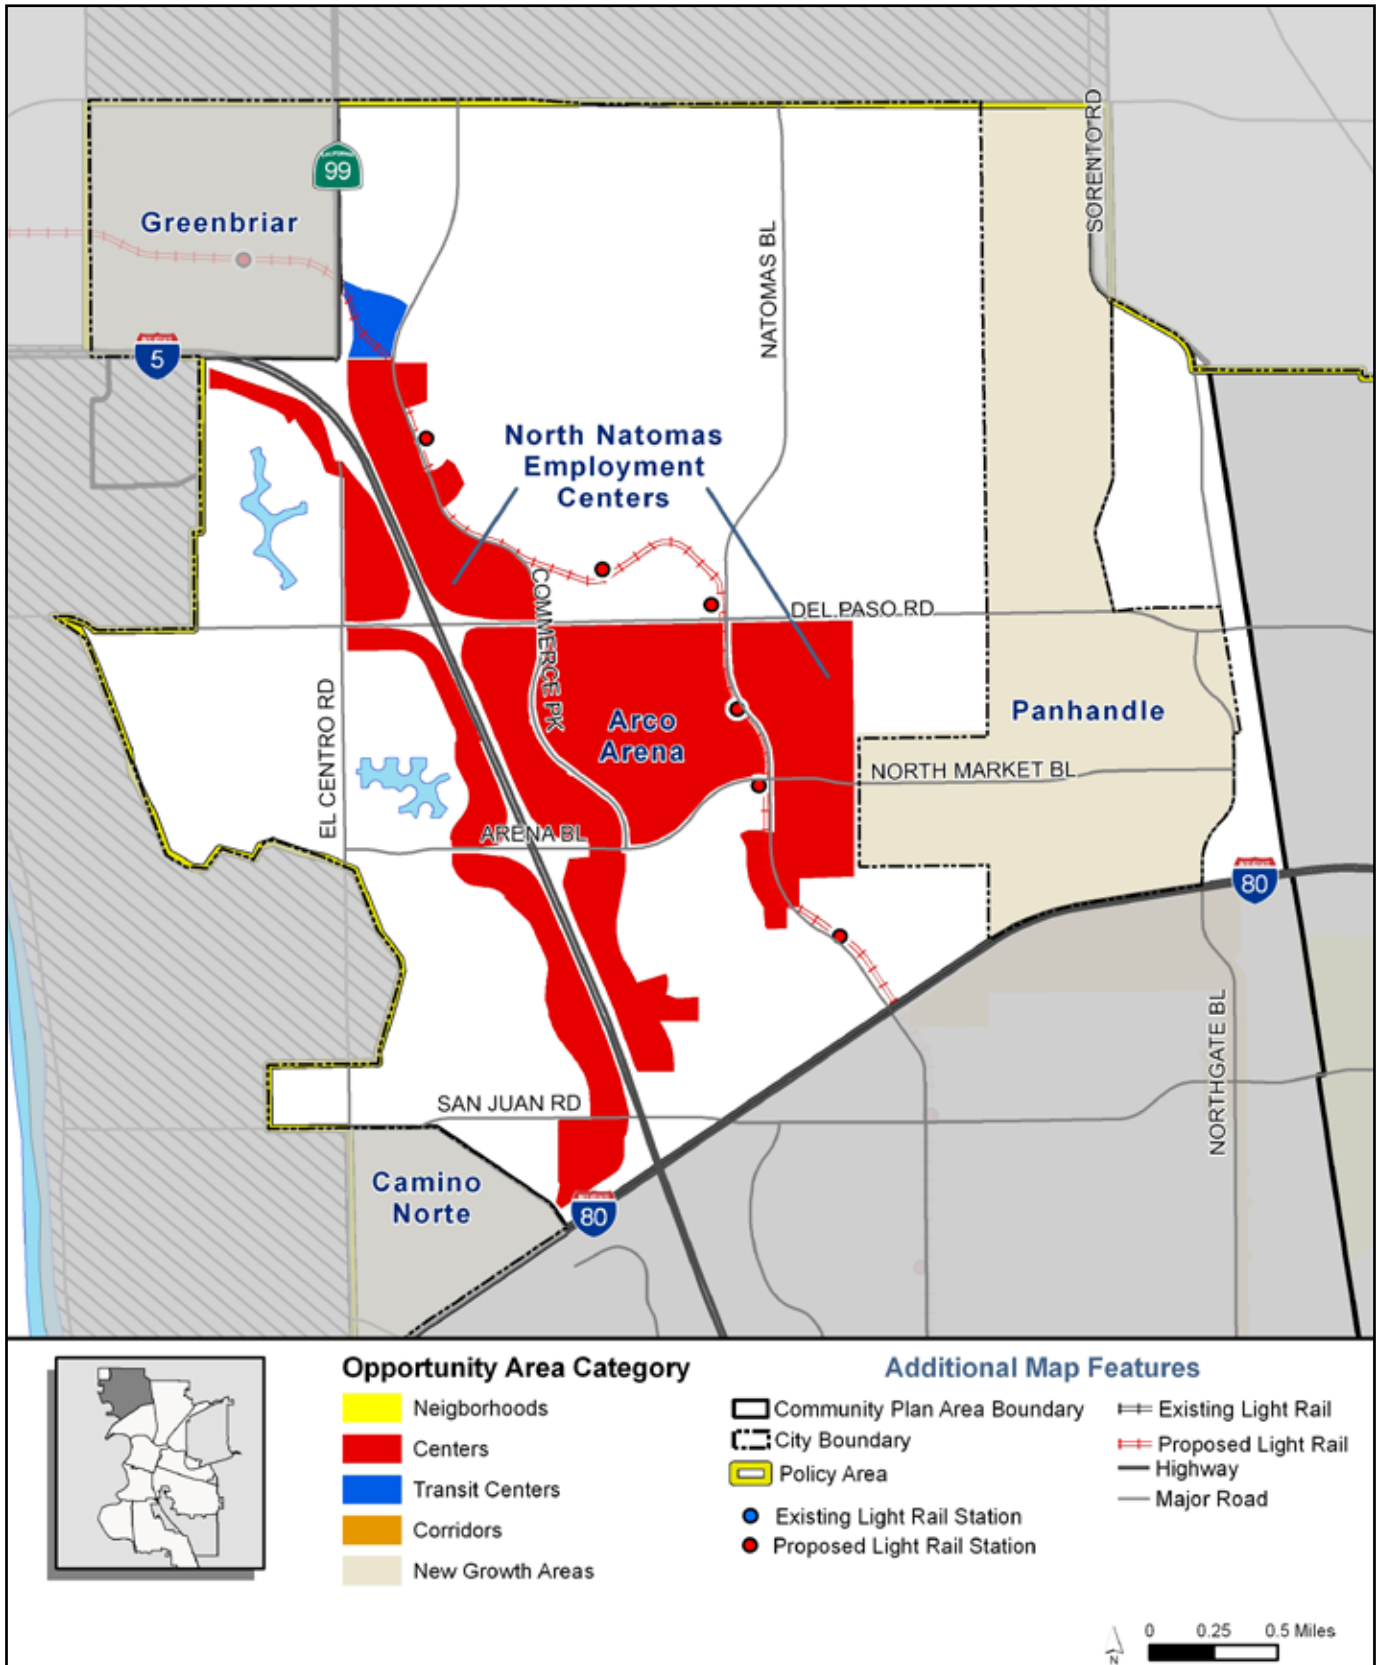 CALIFORNIA
99
SORENTO RD
Greenbriar
NATOMAS BL
5
North Natomas
Employment
Centers
COMMERCE PK
DEL PASO RD
EL CENTRO RD
Arco
Arena
Panhandle
NORTH MARKET BL
ARENA BL
80
NORTHGATE BL
SAN JUAN RD
Camino
Norte
80
Opportunity Area Category
Neigborhoods
Centers
Transit Centers
Corridors
New Growth Areas
Additional Map Features
Community Plan Area Boundary
City Boundary
Policy Area
Existing Light Rail Station
Proposed Light Rail Station
Existing Light Rail
Proposed Light Rail
Highway
Major Road
N
0 0.25 0.5 Miles